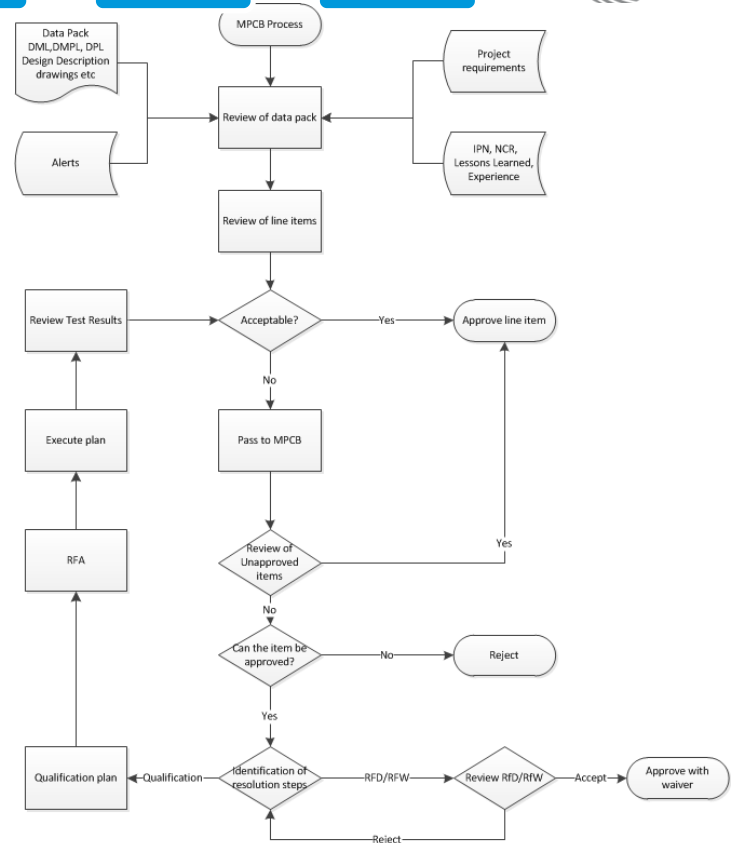 MPCB Process
Data Pack
DML,DMPL, DPL
Design Description
drawings etc
Project
requirements
Review of data pack
Alerts
IPN, NCR,
Lessons Learned,
Experience
Review of line items
Review Test Results
Acceptable?
Yes
Approve line item
No
Execute plan
Pass to MPCB
Yes
RFA
Review of
Unapproved
items
No
Can the item be
approved?
No
Reject
Yes
Qualification plan
Qualification
Identification of
resolution steps
RFD/RFW
Review RfD/RfW
Accept
Approve with
waiver
Reject